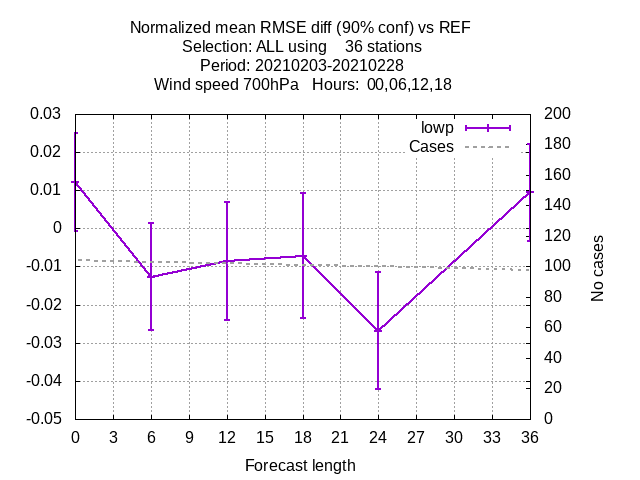 Normalized mean RMSE diff (90% conf) vs REF
Selection: ALL using    36 stations
Period: 20210203-20210228
Wind speed 700hPa   Hours:  00,06,12,18
0.03
0.02
0.01
0
-0.01
-0.02
-0.03
-0.04
-0.05
lowp
Cases
200
180
160
140
120
100
80
60
40
20
0
No cases
0 3 6 9 12 15 18 21 24 27 30 33 36
Forecast length